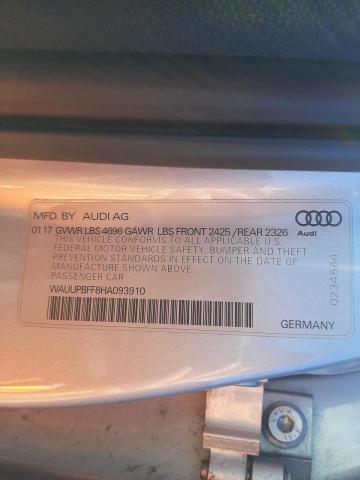 MFD. BY AUDI AG
01 17 GVWR LBS 4696 GAWR LBS FRONT 2425 /REAR 2326
THIS VEHICLE CONFORMS TO ALL APPLICABLE U S
FEDERAL MOTOR VEHICLE SAFETY, BUMPER AND THEFT
PREVENTION STANDARDS IN EFFECT ON THE DATE OF
MANUFACTURE SHOWN ABOVE
PASSENGER CAR
WAUUPBFF8HA093910
Audi
0234564
GERMANY